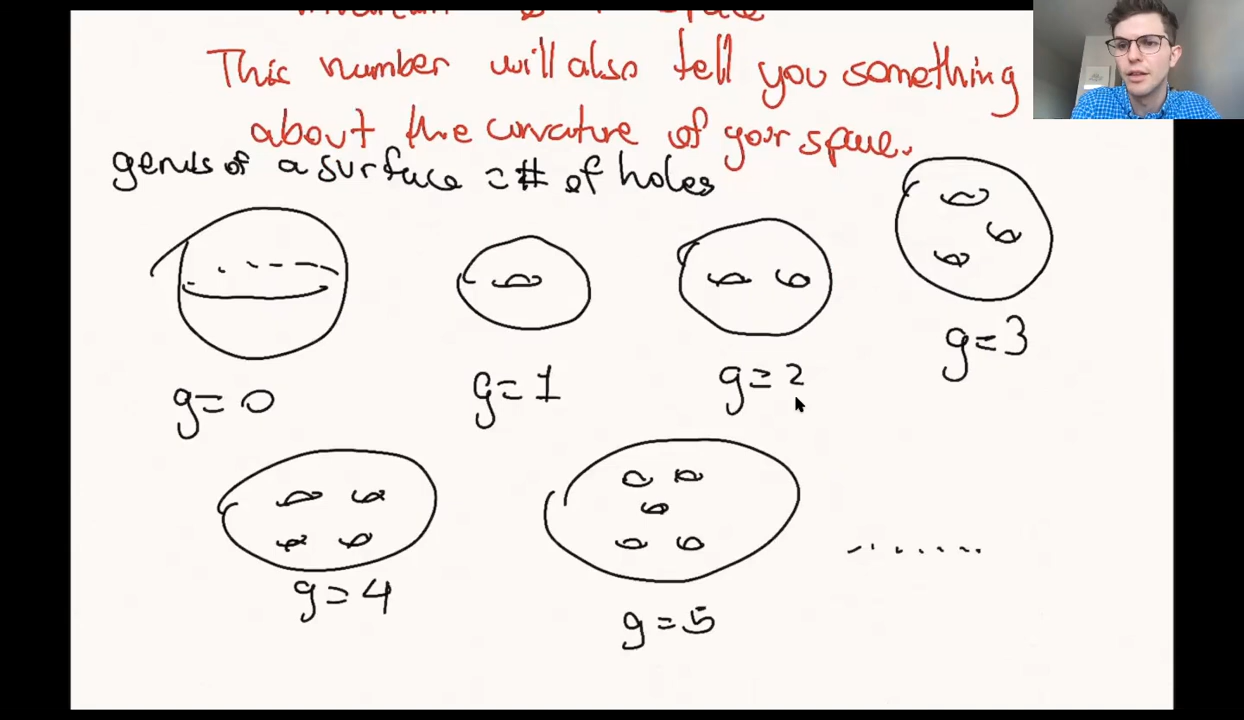 This number will also tell you something
about the curvature of your space.
genus of a surface = # of holes
g=0
g=1
g=2
g=3
g=4
g=5